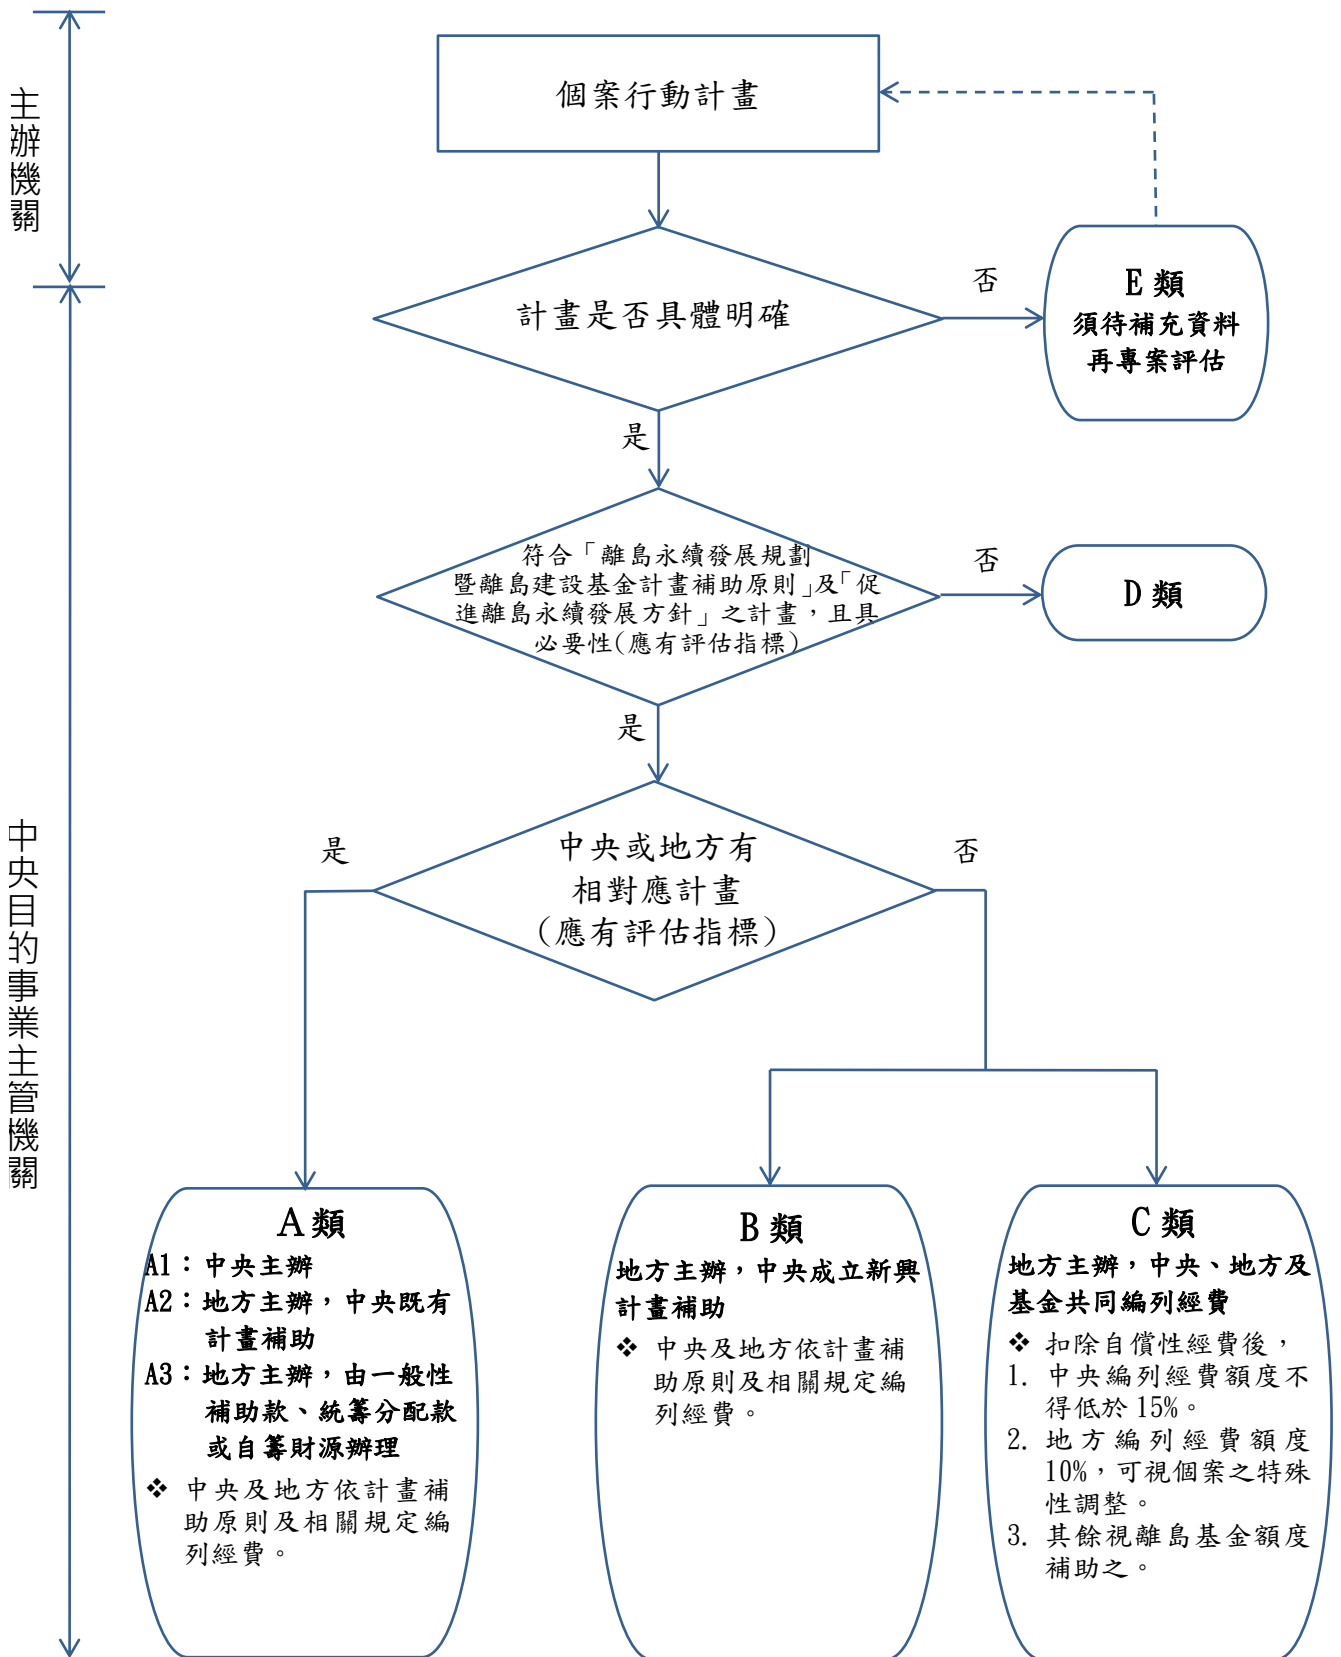 主辦機關
個案行動計畫
計畫是否具體明確
否
E 類
須待補充資料
再專案評估
是
符合「離島永續發展規劃
暨離島建設基金計畫補助原則」及「促
進離島永續發展方針」之計畫，且具
必要性(應有評估指標)
否
D 類
是
中央目的事業主管機關
中央或地方有
相對應計畫
(應有評估指標)
是
否
A 類
A1：中央主辦
A2：地方主辦，中央既有
計畫補助
A3：地方主辦，由一般性
補助款、統籌分配款
或自籌財源辦理
❖ 中央及地方依計畫補
助原則及相關規定編
列經費。
B 類
地方主辦，中央成立新興
計畫補助
❖ 中央及地方依計畫補
助原則及相關規定編
列經費。
C 類
地方主辦，中央、地方及
基金共同編列經費
❖ 扣除自償性經費後，
1. 中央編列經費額度不
得低於 15%。
2. 地方編列經費額度
10%，可視個案之特殊
性調整。
3. 其餘視離島基金額度
補助之。